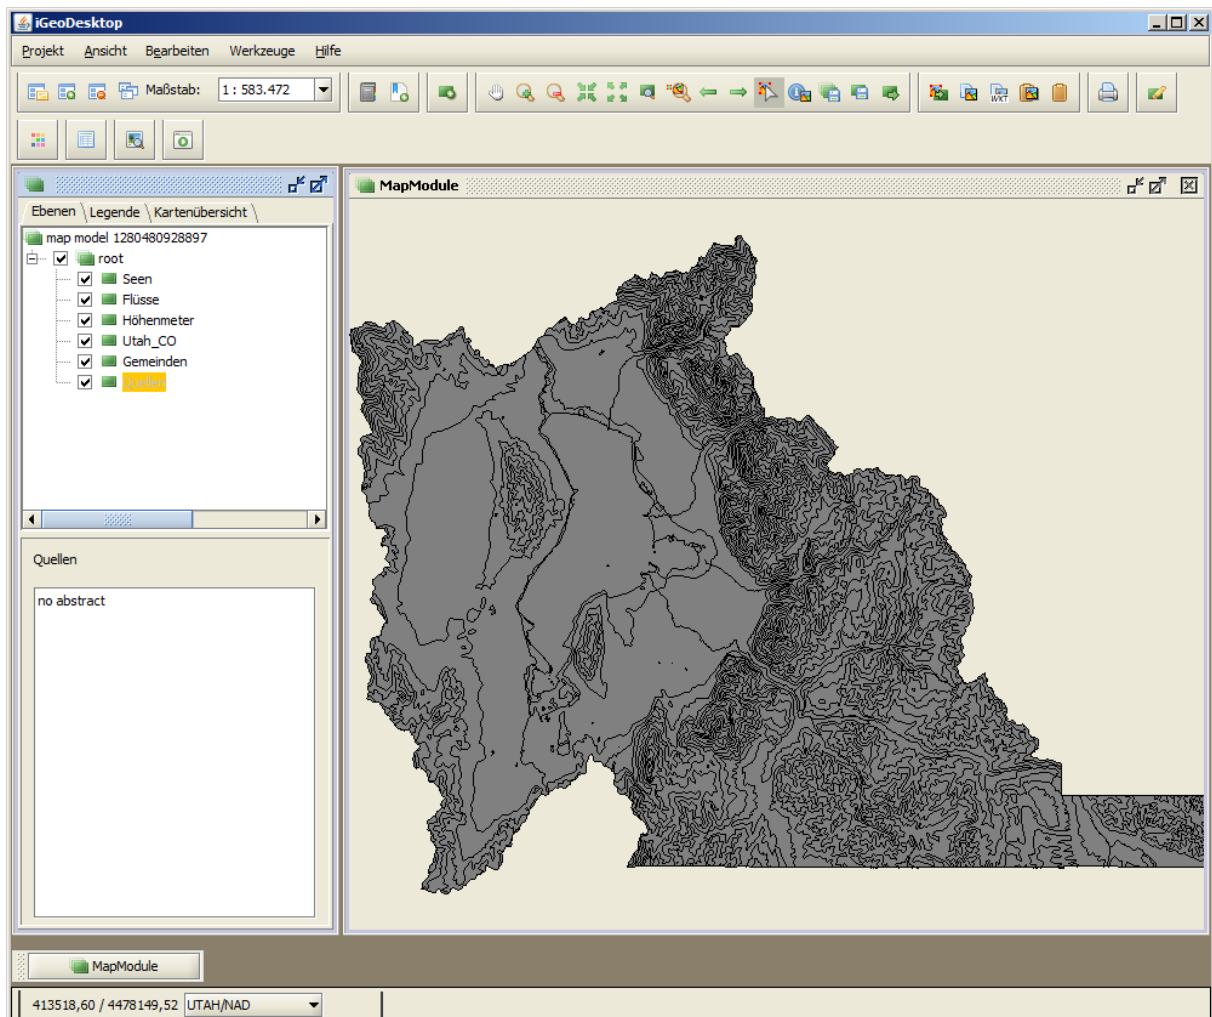 iGeoDesktop
Projekt Ansicht Bearbeiten Werkzeuge Hilfe
Maßstab: 1 : 583.472
WKT
MapModule
Ebenen Legende Kartenübersicht
map model 1280480928897
root
Seen
Flüsse
Höhenmeter
Utah_CO
Gemeinden
Quellen
Quellen
no abstract
MapModule
413518,60 / 4478149,52 UTAH/NAD